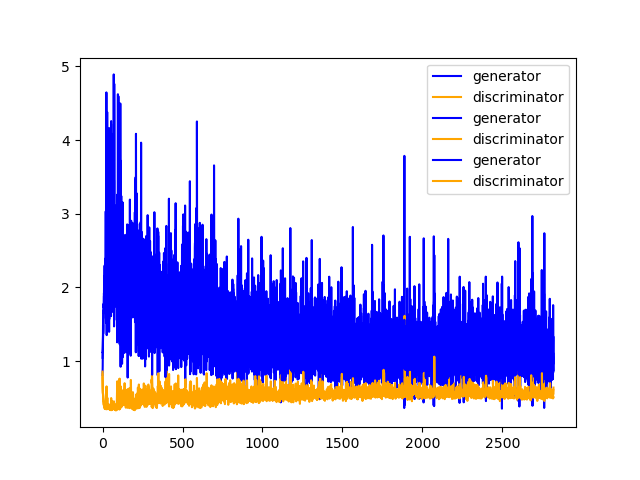 5
4
3
2
1
0
500
1000
1500
2000
2500
generator
discriminator
generator
discriminator
generator
discriminator